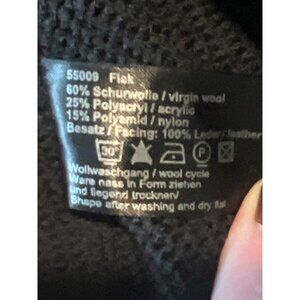 55009 Fisk
60% Schurwolle / virgin wool
25% Polyacryl / acrylic
15% Polyamid / nylon
Besatz / Facing: 100% Leder / leather
30°
P
Wollwaschgang / wool cycle
Ware nass in Form ziehen
und liegend trocknen/
Shape after washing and dry flat